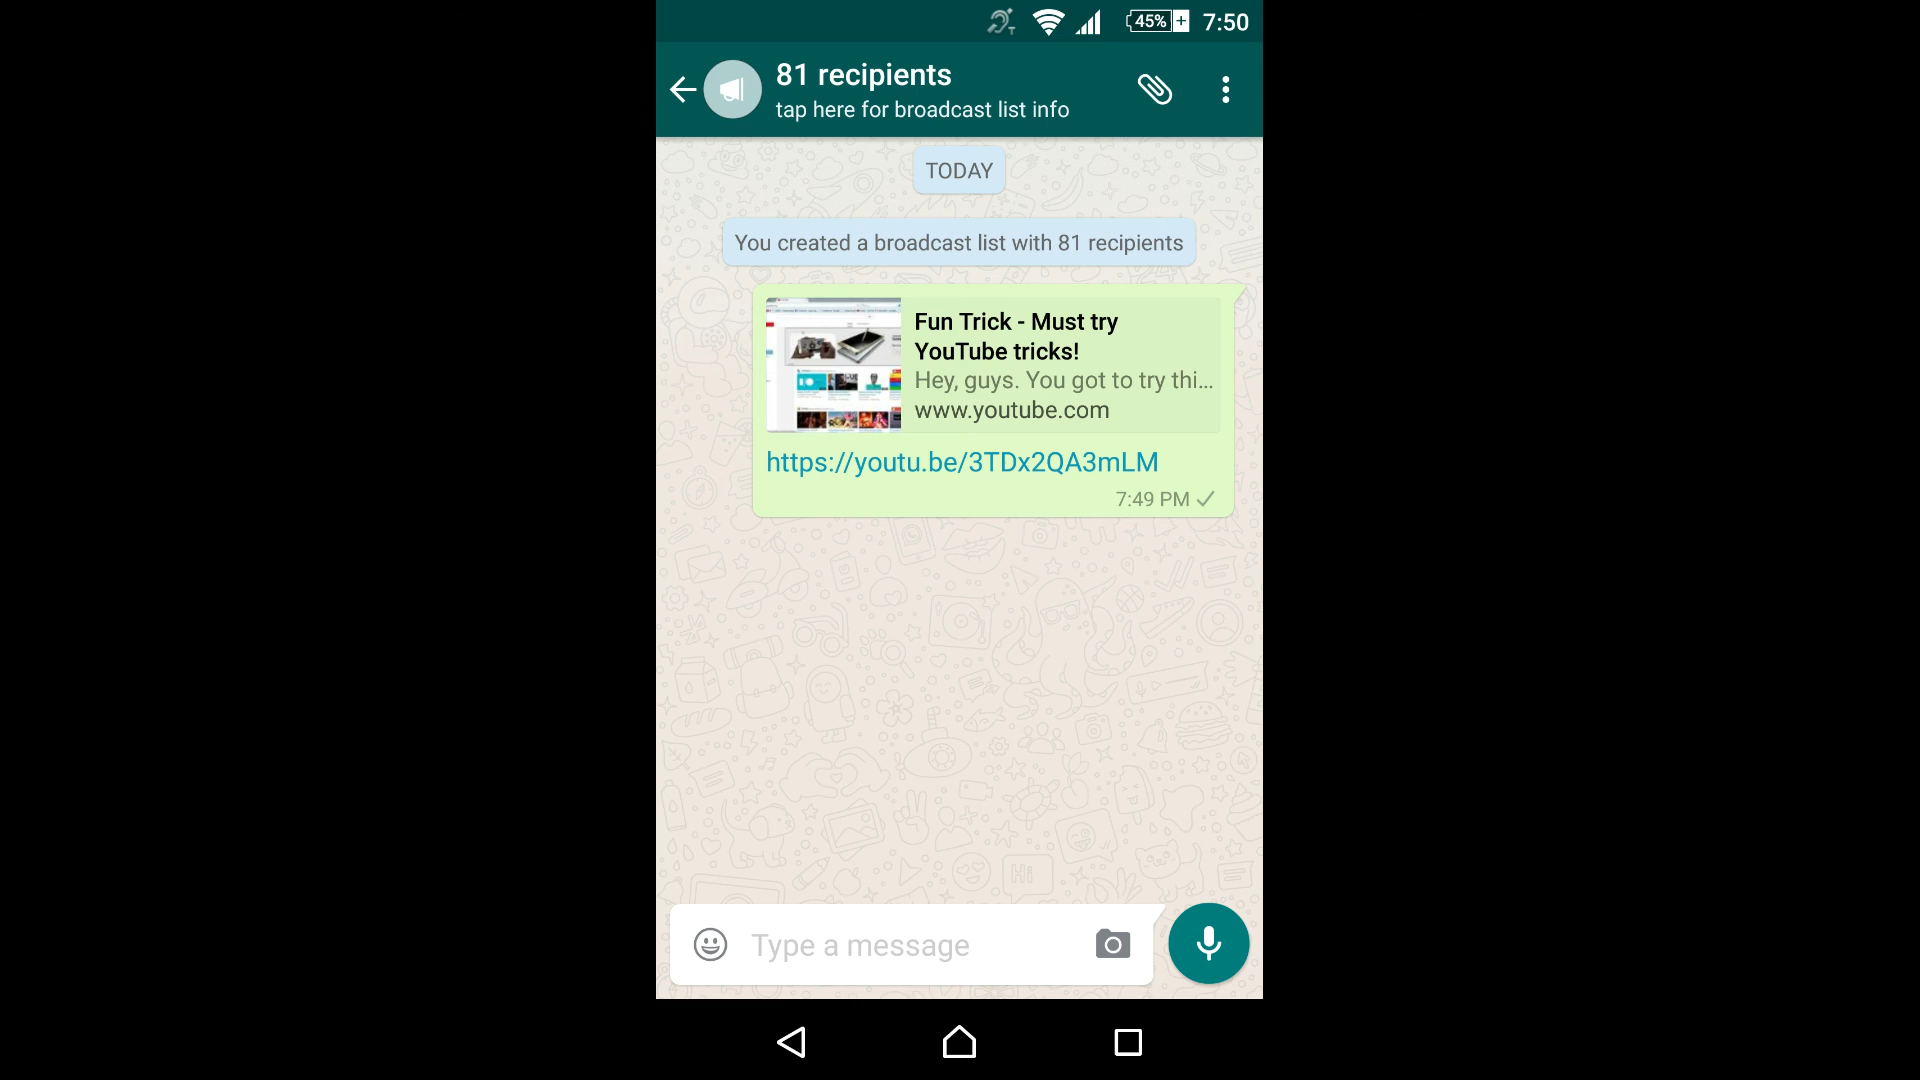 45% 7:50
81 recipients
tap here for broadcast list info
TODAY
You created a broadcast list with 81 recipients
Fun Trick - Must try
YouTube tricks!
Hey, guys. You got to try thi...
www.youtube.com
https://youtu.be/3TDx2QA3mLM
7:49 PM
Type a message